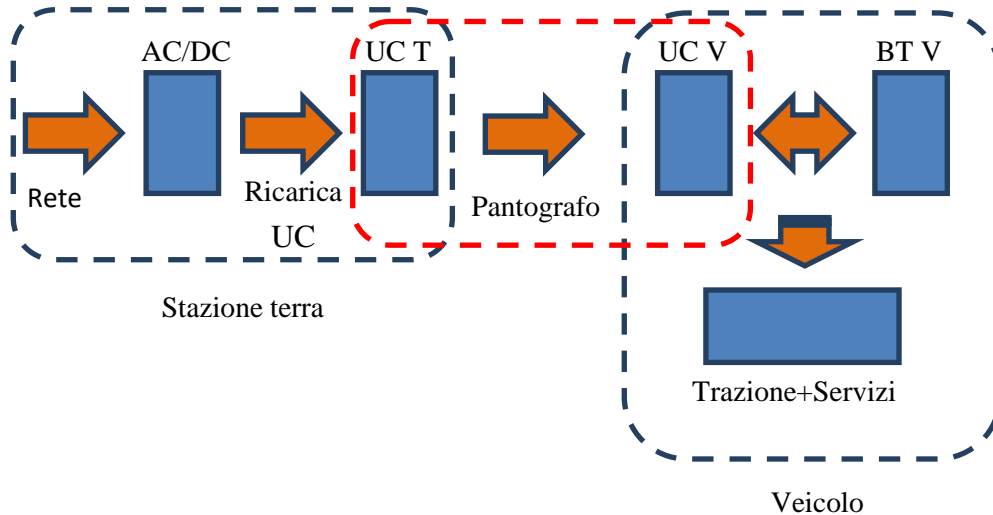 AC/DC
UC T
UC V
BT V
Rete
Ricarica
UC
Pantografo
Stazione terra
Trazione+Servizi
Veicolo